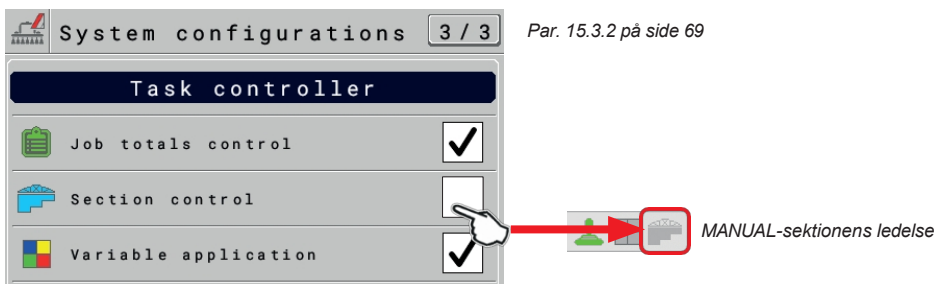 System configurations 3/3
Par. 15.3.2 på side 69
Task controller
Job totals control
Section control
MANUAL-sektionens ledelse
Variable application